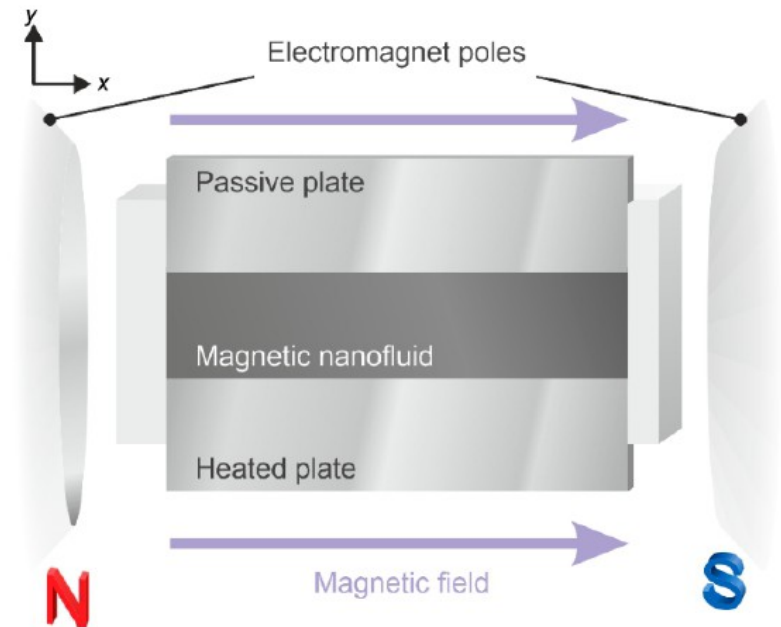 y
x
Electromagnet poles
Passive plate
Magnetic nanofluid
Heated plate
Magnetic field
N
S